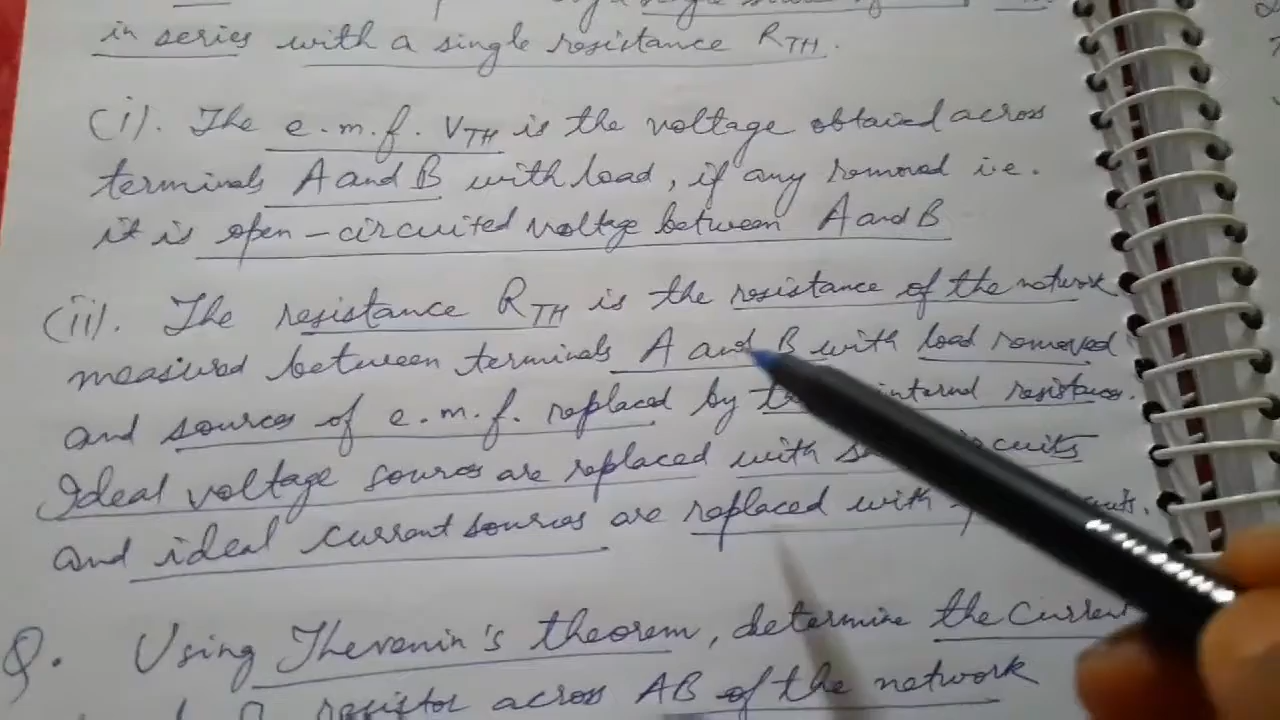 in series with a single resistance RTH.
(i). The e.m.f. VTH is the voltage obtained across
terminals A and B with load, if any removed i.e.
it is open-circuited voltage between A and B
(ii). The resistance RTH is the resistance of the network
measured between terminals A and B with load removed
and sources of e.m.f. replaced by internal resistances.
Ideal voltage sources are replaced with circuits
and ideal current sources are replaced with
Q. Using Thevenin's theorem, determine the current
resistor across AB of the network